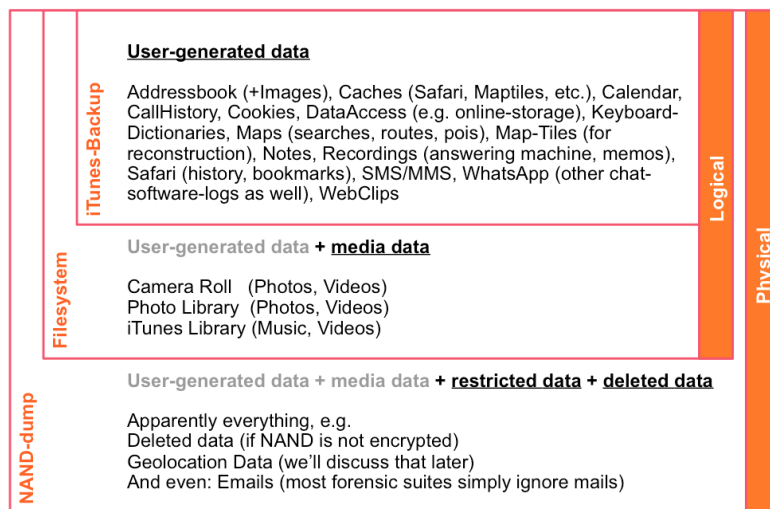 User-generated data
Addressbook (+Images), Caches (Safari, Maptiles, etc.), Calendar,
CallHistory, Cookies, DataAccess (e.g. online-storage), Keyboard-
Dictionaries, Maps (searches, routes, pois), Map-Tiles (for
reconstruction), Notes, Recordings (answering machine, memos),
Safari (history, bookmarks), SMS/MMS, WhatsApp (other chat-
software-logs as well), WebClips
iTunes-Backup
Logical
Physical
User-generated data + media data
Camera Roll (Photos, Videos)
Photo Library (Photos, Videos)
iTunes Library (Music, Videos)
Filesystem
User-generated data + media data + restricted data + deleted data
Apparently everything, e.g.
Deleted data (if NAND is not encrypted)
Geolocation Data (we'll discuss that later)
And even: Emails (most forensic suites simply ignore mails)
NAND-dump